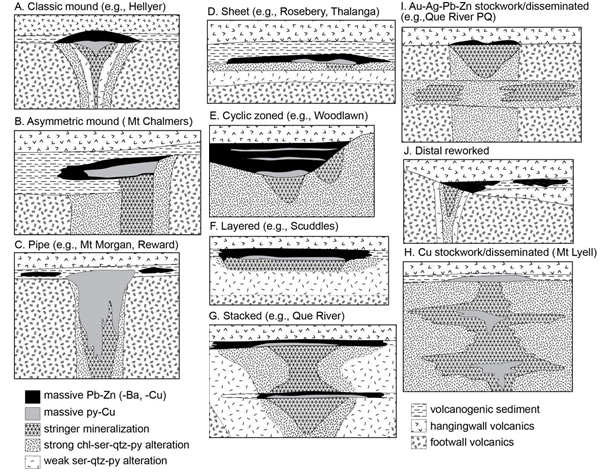 A. Classic mound (e.g., Hellyer)
B. Asymmetric mound (Mt Chalmers)
C. Pipe (e.g., Mt Morgan, Reward)
massive Pb-Zn (-Ba, -Cu)
massive py-Cu
stringer mineralization
strong chl-ser-qtz-py alteration
weak ser-qtz-py alteration
D. Sheet (e.g., Rosebery, Thalanga)
E. Cyclic zoned (e.g., Woodlawn)
F. Layered (e.g., Scuddles)
G. Stacked (e.g., Que River)
I. Au-Ag-Pb-Zn stockwork/disseminated
(e.g.,Que River PQ)
J. Distal reworked
H. Cu stockwork/disseminated (Mt Lyell)
volcanogenic sediment
hangingwall volcanics
footwall volcanics